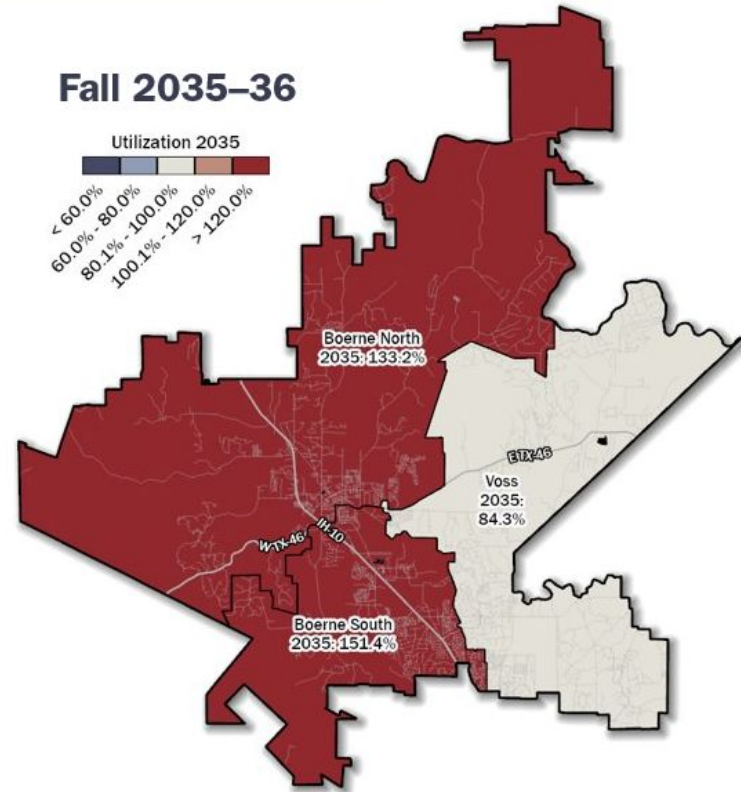 Fall 2035–36
Utilization 2035
< 60.0%
60.0% - 80.0%
80.1% - 100.0%
100.1% - 120.0%
> 120.0%
Boerne North
2035: 133.2%
E TX-46
Voss
2035:
84.3%
W TX-46
IH-10
Boerne South
2035: 151.4%